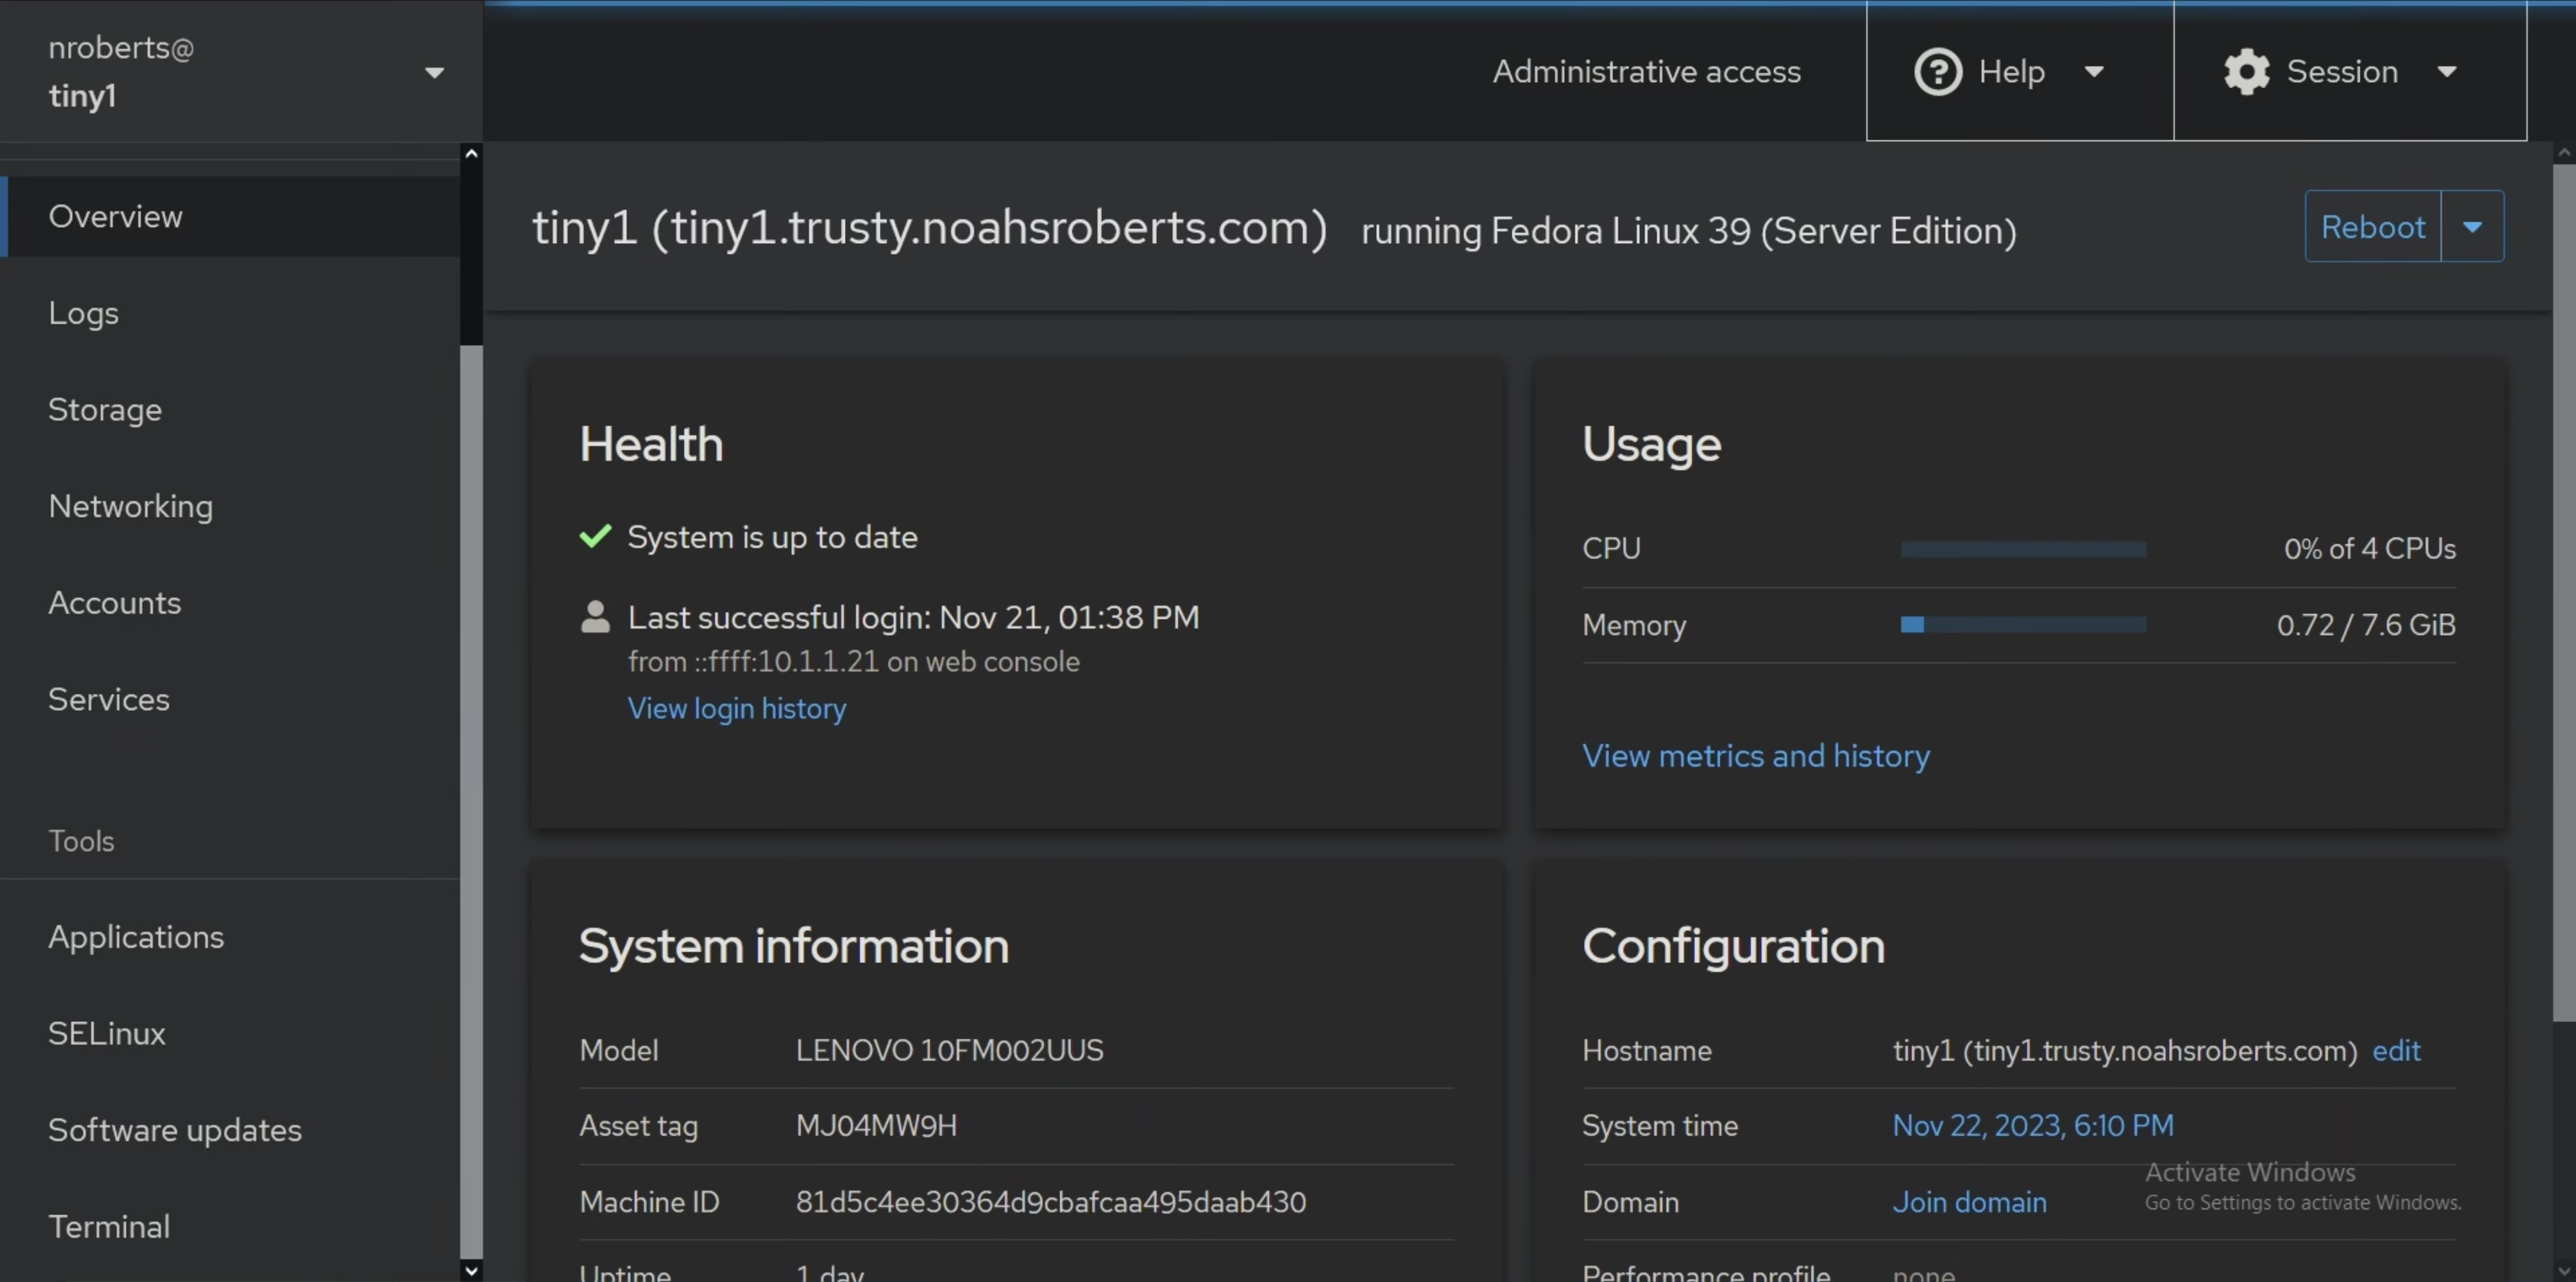 nroberts@
tiny1
Administrative access
Help
Session
Overview
Logs
Storage
Networking
Accounts
Services
Tools
Applications
SELinux
Software updates
Terminal
tiny1 (tiny1.trusty.noahsroberts.com) running Fedora Linux 39 (Server Edition)
Reboot
Health
System is up to date
Last successful login: Nov 21, 01:38 PM
from ::ffff:10.1.1.21 on web console
View login history
Usage
CPU 0% of 4 CPUs
Memory 0.72 / 7.6 GiB
View metrics and history
System information
Model LENOVO 10FM002UUS
Asset tag MJ04MW9H
Machine ID 81d5c4ee30364d9cbafcaa495daab430
Uptime 1 day
Configuration
Hostname tiny1 (tiny1.trusty.noahsroberts.com) edit
System time Nov 22, 2023, 6:10 PM
Domain Join domain
Performance profile none
Activate Windows
Go to Settings to activate Windows.